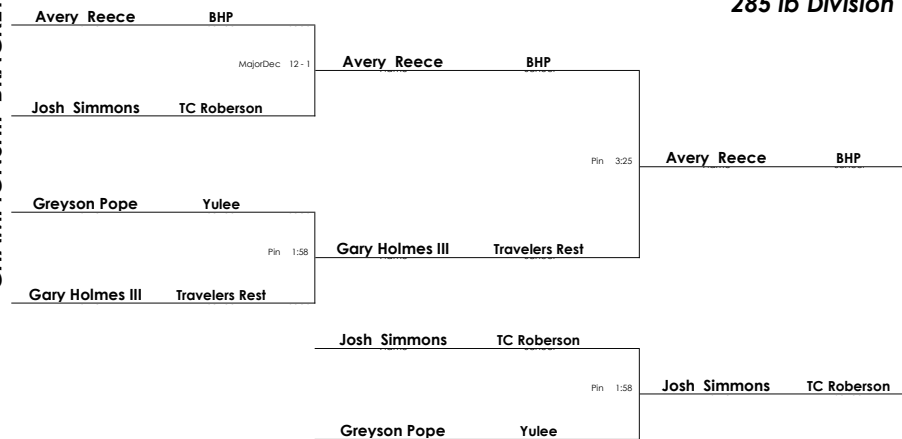 285 lb Division
Avery Reece BHP
MajorDec 12 - 1
Avery Reece BHP
Josh Simmons TC Roberson
Pin 3:25
Avery Reece BHP
Greyson Pope Yulee
Pin 1:58
Gary Holmes III Travelers Rest
Gary Holmes III Travelers Rest
Josh Simmons TC Roberson
Pin 1:58
Josh Simmons TC Roberson
Greyson Pope Yulee